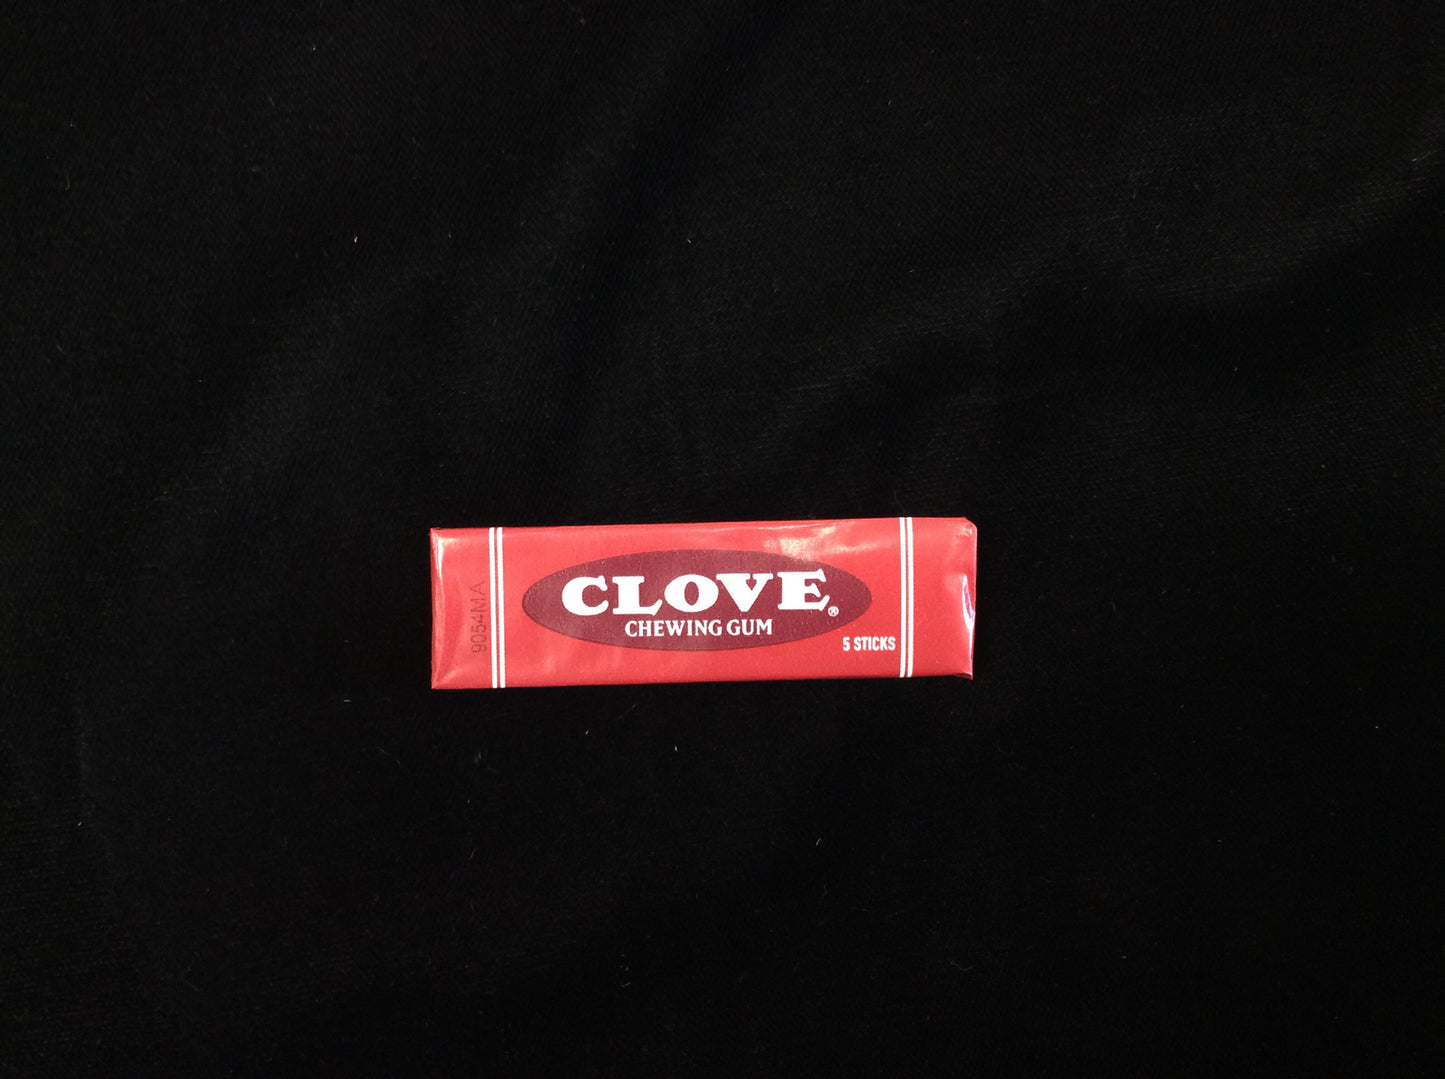 CLOVE®
CHEWING GUM
5 STICKS
9054MA